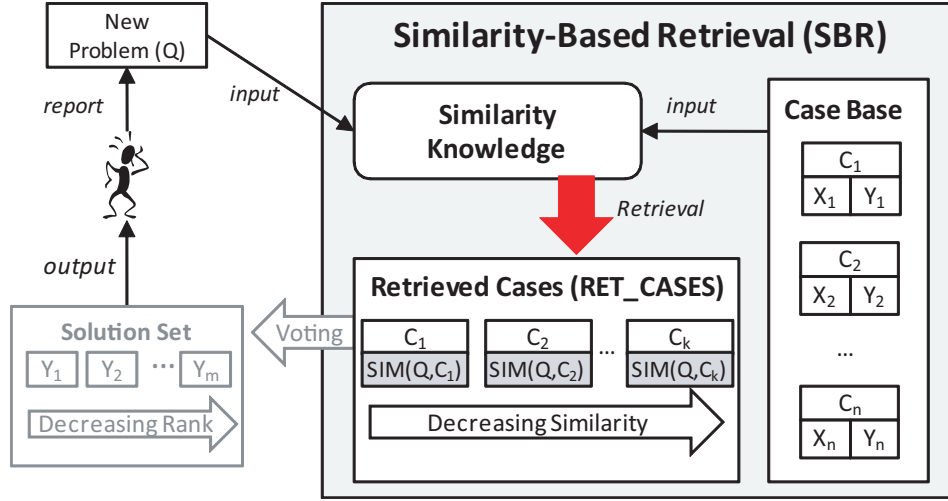 New
Problem (Q)
report
input
output
Similarity-Based Retrieval (SBR)
Similarity
Knowledge
input
Retrieval
Case Base
C1
X1 Y1
C2
X2 Y2
...
Cn
Xn Yn
Retrieved Cases (RET_CASES)
C1 C2 ... Ck
SIM(Q,C1) SIM(Q,C2) SIM(Q,Ck)
Decreasing Similarity
Voting
Solution Set
Y1 Y2 ... Ym
Decreasing Rank